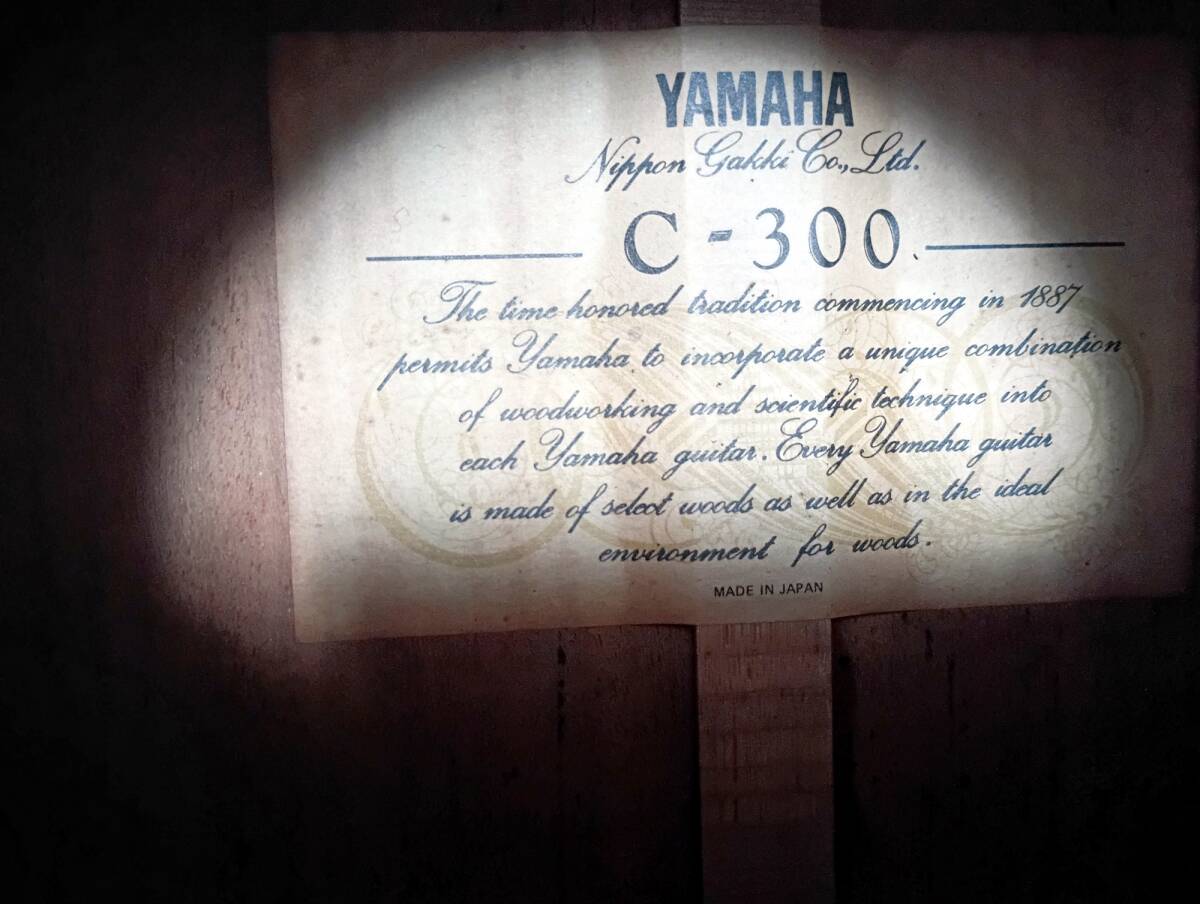 YAMAHA
Nippon Gakki Co., Ltd.
C-300
The time honored tradition commencing in 1887
permits Yamaha to incorporate a unique combination
of woodworking and scientific technique into
each Yamaha guitar. Every Yamaha guitar
is made of select woods as well as in the ideal
environment for woods.
MADE IN JAPAN